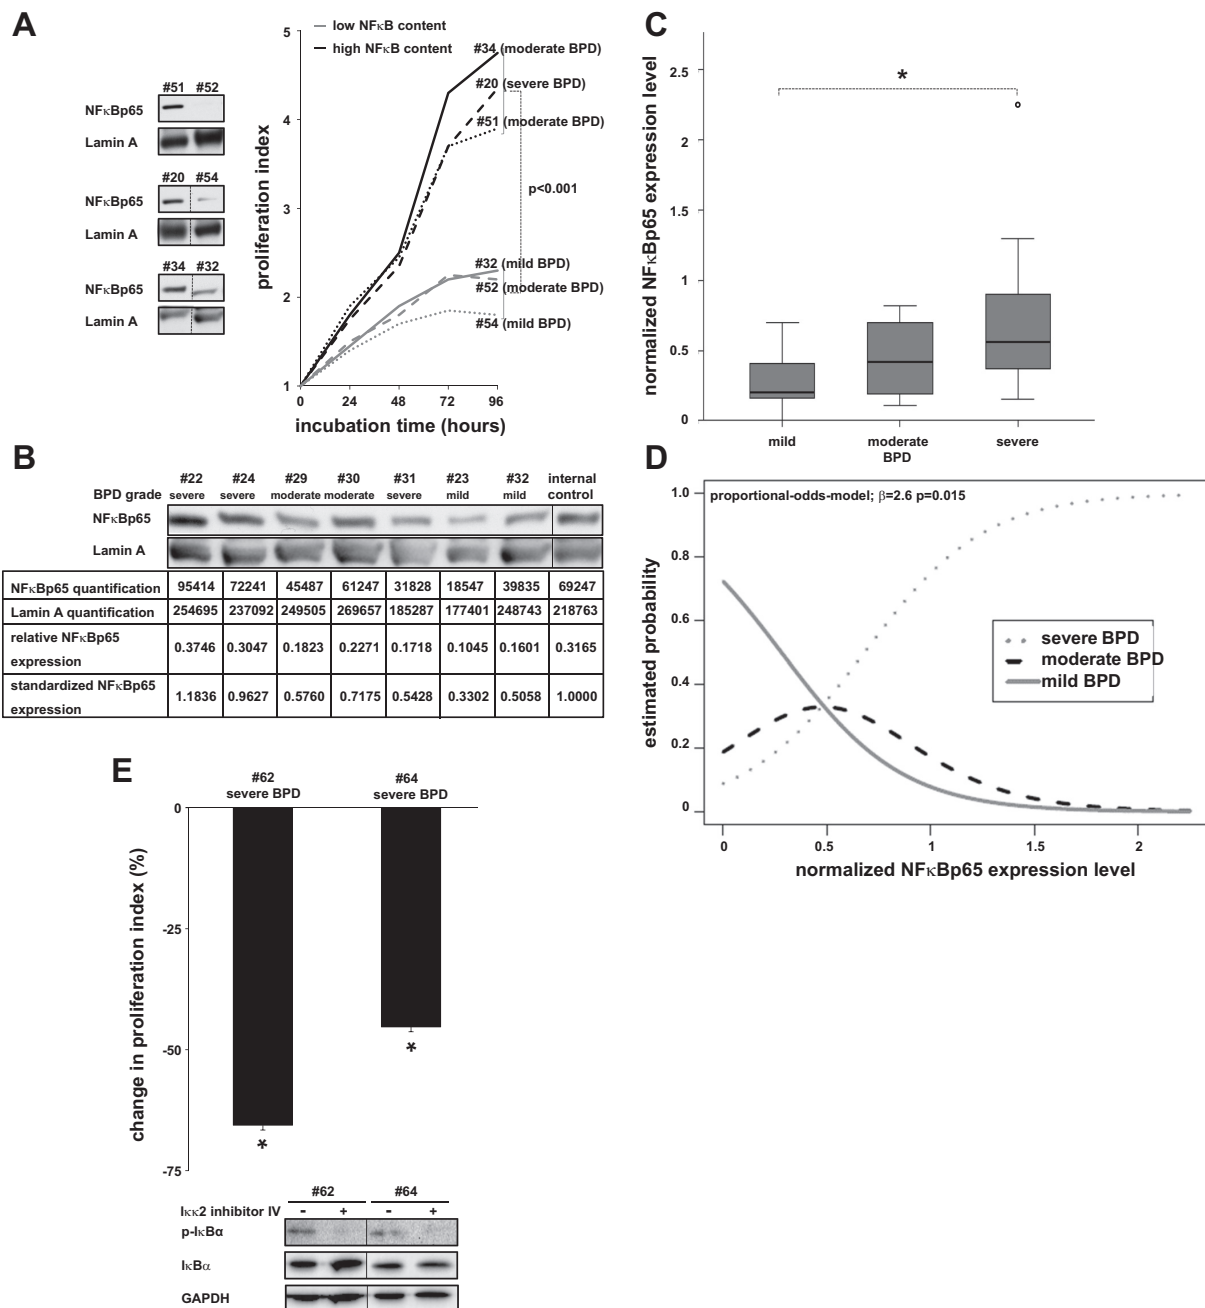 A
#51 #52
NFκBp65
Lamin A
#20 #54
NFκBp65
Lamin A
#34 #32
NFκBp65
Lamin A
low NFκB content
high NFκB content
5
4
3
2
1
proliferation index
0 24 48 72 96
incubation time (hours)
#34 (moderate BPD)
#20 (severe BPD)
#51 (moderate BPD)
p<0.001
#32 (mild BPD)
#52 (moderate BPD)
#54 (mild BPD)
C
normalized NFκBp65 expression level
2.5
2
1.5
1
0.5
0
*
mild moderate severe
BPD
B
#22 #24 #29 #30 #31 #23 #32 internal
BPD grade severe severe moderate moderate severe mild mild control
NFκBp65
Lamin A
NFκBp65 quantification 95414 72241 45487 61247 31828 18547 39835 69247
Lamin A quantification 254695 237092 249505 269657 185287 177401 248743 218763
relative NFκBp65
expression 0.3746 0.3047 0.1823 0.2271 0.1718 0.1045 0.1601 0.3165
standardized NFκBp65
expression 1.1836 0.9627 0.5760 0.7175 0.5428 0.3302 0.5058 1.0000
D
proportional-odds-model; β=2.6 p=0.015
estimated probability
1.0
0.8
0.6
0.4
0.2
0
severe BPD
moderate BPD
mild BPD
0 0.5 1 1.5 2
normalized NFκBp65 expression level
E
#62 #64
severe BPD severe BPD
change in proliferation index (%)
0
-25
-50
-75
* *
#62 #64
Iκκ2 inhibitor IV - + - +
p-IκBα
IκBα
GAPDH